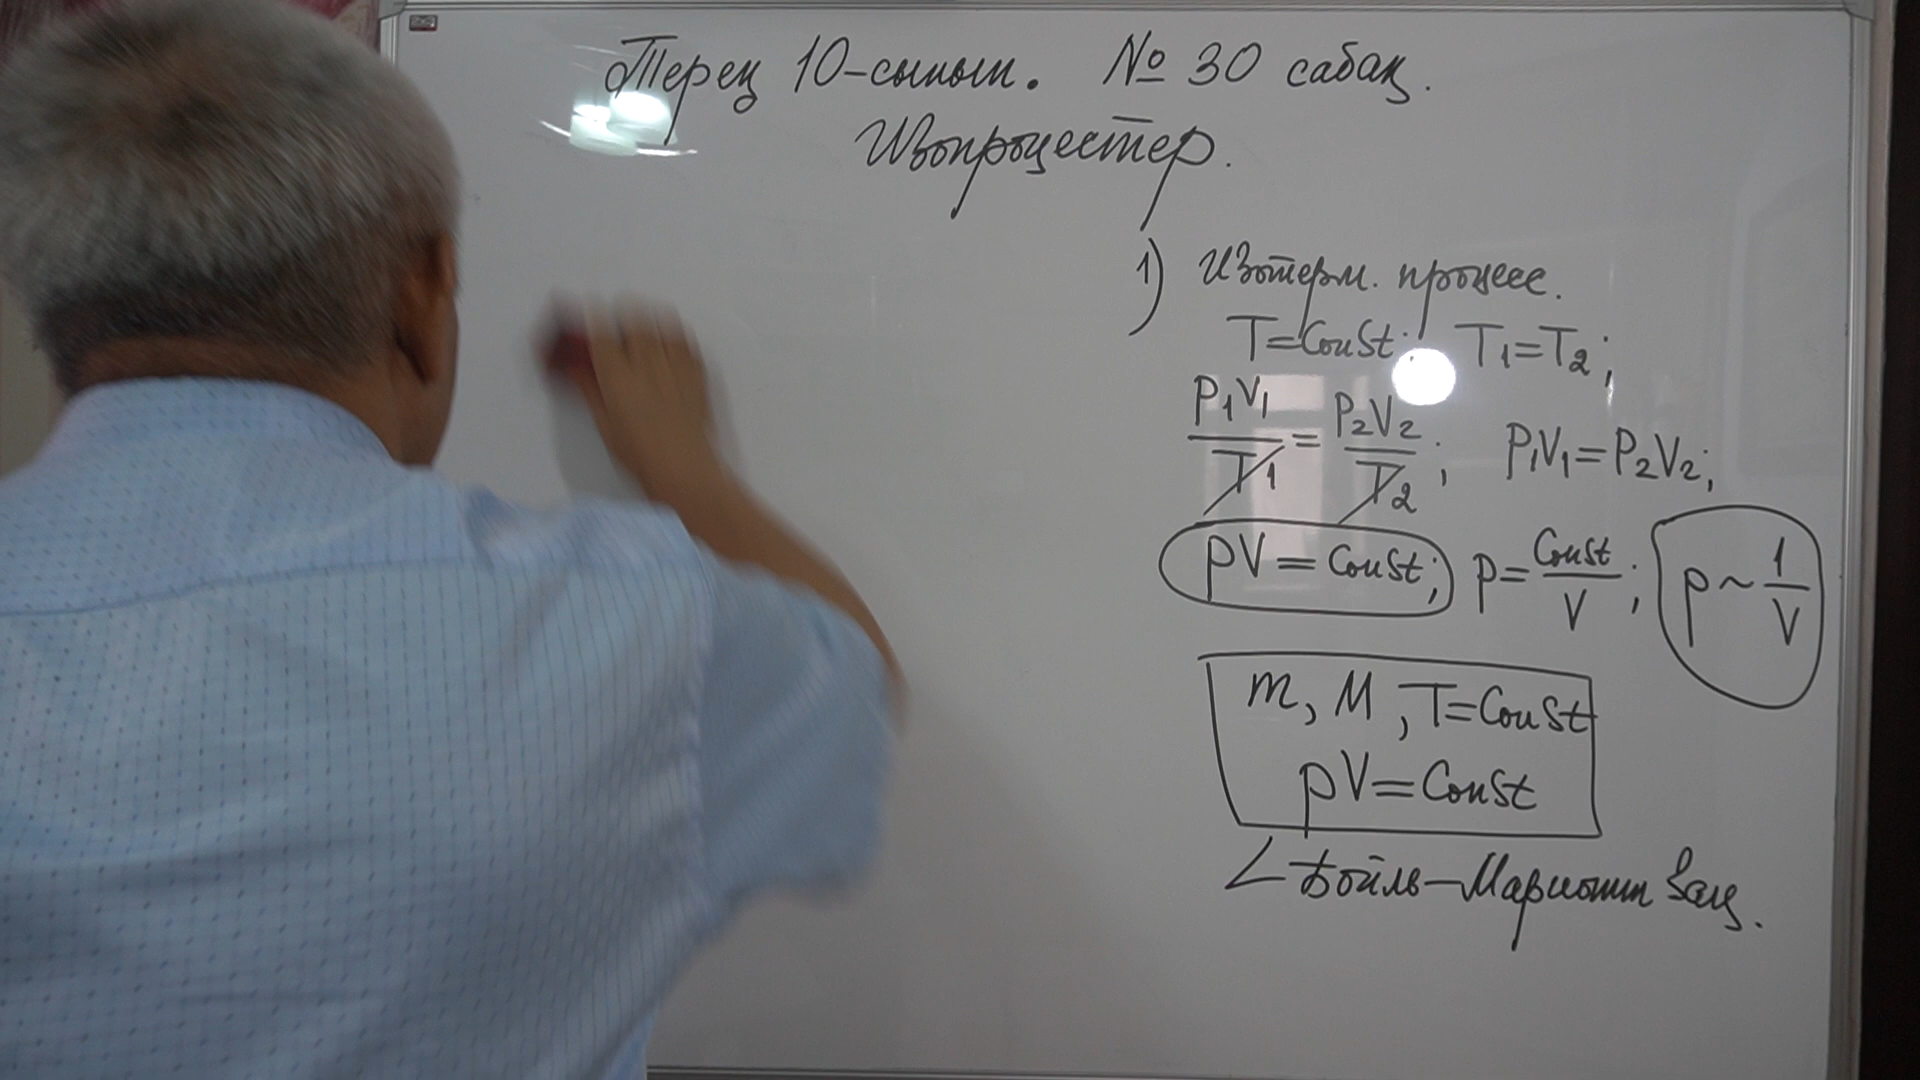 Терең 10-сынып. № 30 сабақ.
Изопроцестер.
1) Изотерм. процесс.
T=Const; T₁=T₂;
P₁V₁/T₁ = P₂V₂/T₂; P₁V₁=P₂V₂;
pV=Const; p=Const/V; p~1/V
m, M, T=Const
pV=Const
∠ Бойль-Мариотт заң.